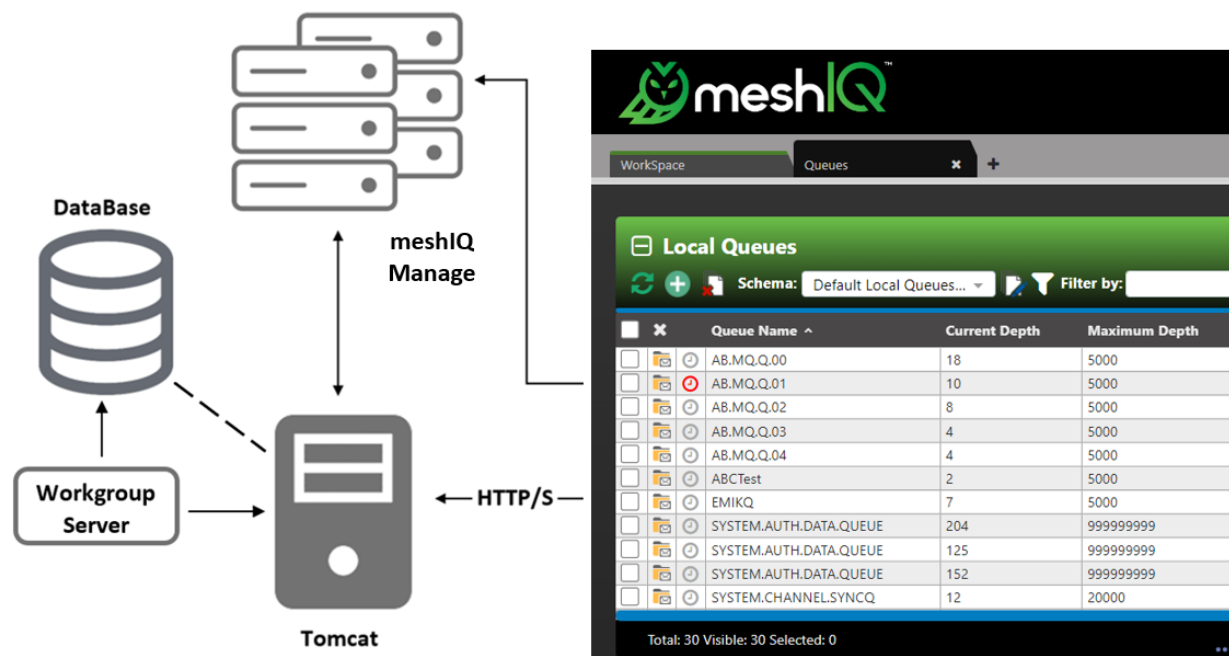 DataBase
meshIQ
Manage
Workgroup
Server
HTTP/S
Tomcat
meshIQ™
WorkSpace
Queues
Local Queues
Schema: Default Local Queues... Filter by:
Queue Name Current Depth Maximum Depth
AB.MQ.Q.00 18 5000
AB.MQ.Q.01 10 5000
AB.MQ.Q.02 8 5000
AB.MQ.Q.03 4 5000
AB.MQ.Q.04 4 5000
ABCTest 2 5000
EMIKQ 7 5000
SYSTEM.AUTH.DATA.QUEUE 204 999999999
SYSTEM.AUTH.DATA.QUEUE 125 999999999
SYSTEM.AUTH.DATA.QUEUE 152 999999999
SYSTEM.CHANNEL.SYNCQ 12 20000
Total: 30 Visible: 30 Selected: 0